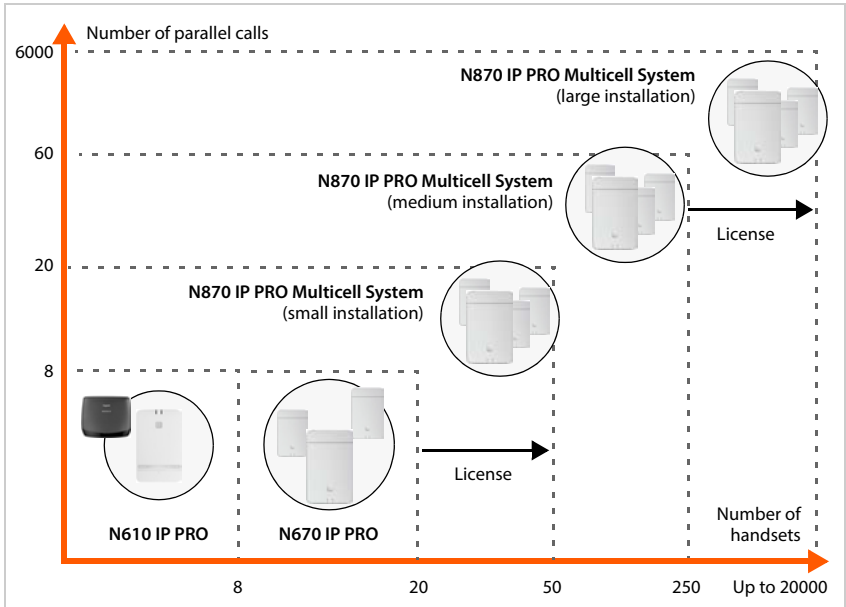 Number of parallel calls
6000
N870 IP PRO Multicell System
(large installation)
60
N870 IP PRO Multicell System
(medium installation)
License
20
N870 IP PRO Multicell System
(small installation)
8
License
N610 IP PRO
N670 IP PRO
Number of
handsets
8
20
50
250
Up to 20000